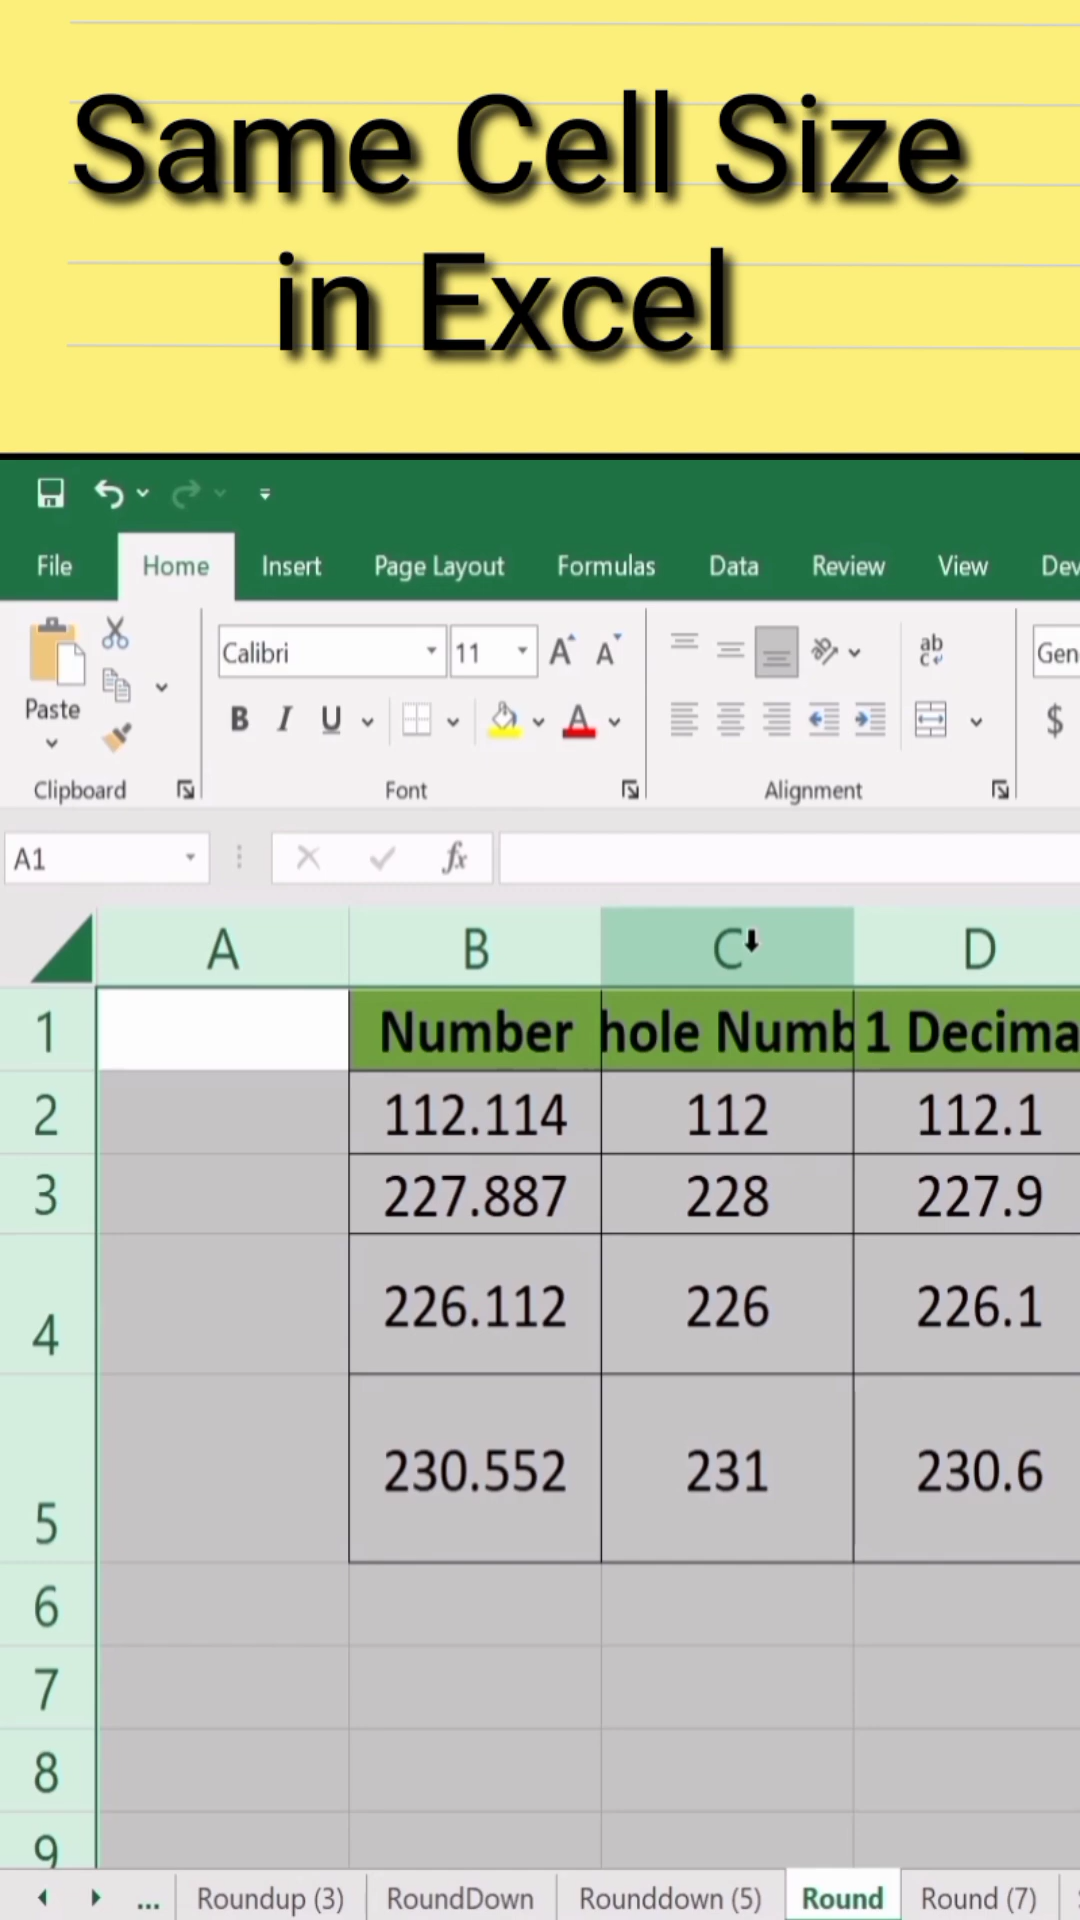 Same Cell Size
in Excel
File Home Insert Page Layout Formulas Data Review View Dev
Calibri 11 A A ab Gen
Paste B I U A $
Clipboard Font Alignment
A1 fx
A B C D
1 Number hole Numb 1 Decima
2 112.114 112 112.1
3 227.887 228 227.9
4 226.112 226 226.1
5 230.552 231 230.6
6
7
8
9
... Roundup (3) RoundDown Rounddown (5) Round Round (7)